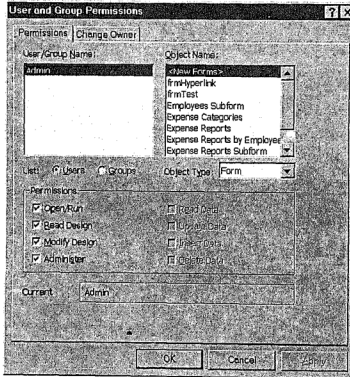 User and Group Permissions
Permissions Change Owner
User/Group Name:
Admin
Object Name:
<New Forms>
frmHyperlink
frmTest
Employees Subform
Expense Categories
Expense Reports
Expense Reports by Employee
Expense Reports Subform
List: Users Groups
Object Type: Form
Permissions
Open/Run Read Data
Read Design Update Data
Modify Design Insert Data
Administer Delete Data
Current Admin
OK Cancel Apply